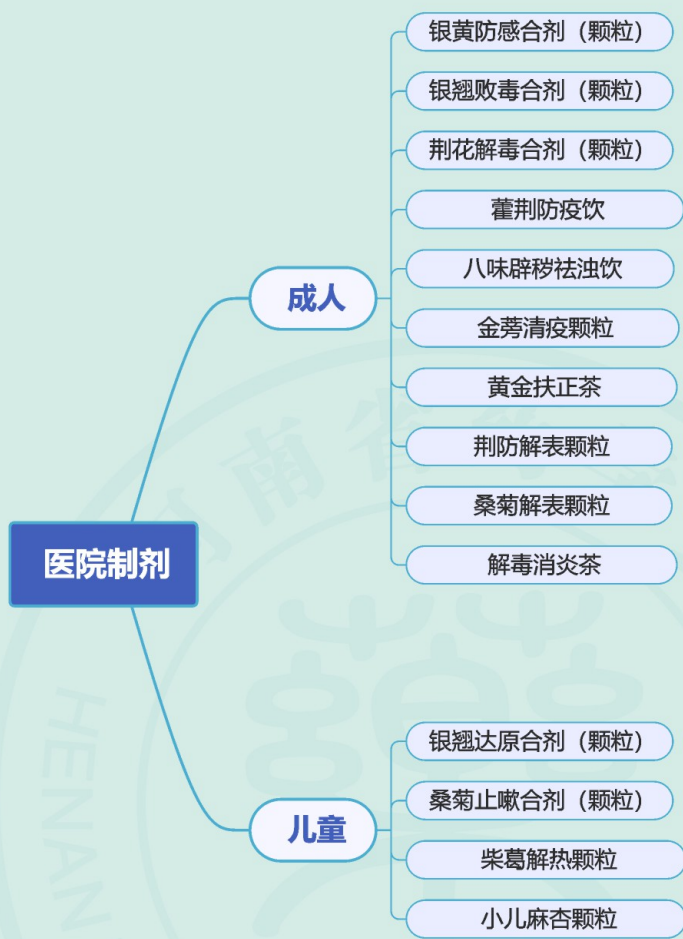 医院制剂
成人
银黄防感合剂（颗粒）
银翘败毒合剂（颗粒）
荆花解毒合剂（颗粒）
藿荆防疫饮
八味辟秽祛浊饮
金蒡清疫颗粒
黄金扶正茶
荆防解表颗粒
桑菊解表颗粒
解毒消炎茶
儿童
银翘达原合剂（颗粒）
桑菊止嗽合剂（颗粒）
柴葛解热颗粒
小儿麻杏颗粒
河南省
HENAN